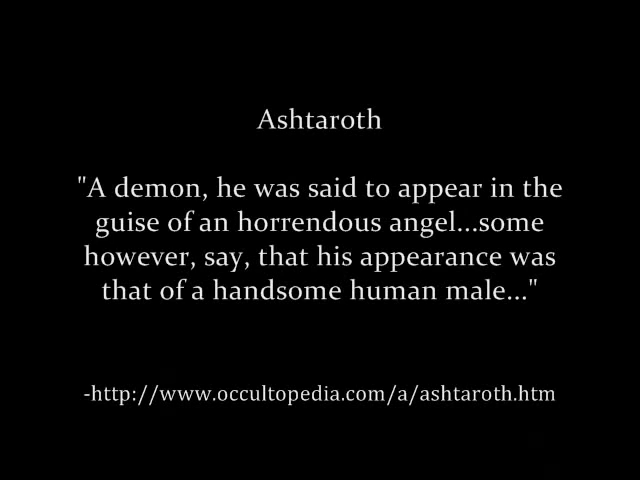 Ashtaroth
"A demon, he was said to appear in the
guise of an horrendous angel...some
however, say, that his appearance was
that of a handsome human male..."
-http://www.occultopedia.com/a/ashtaroth.htm